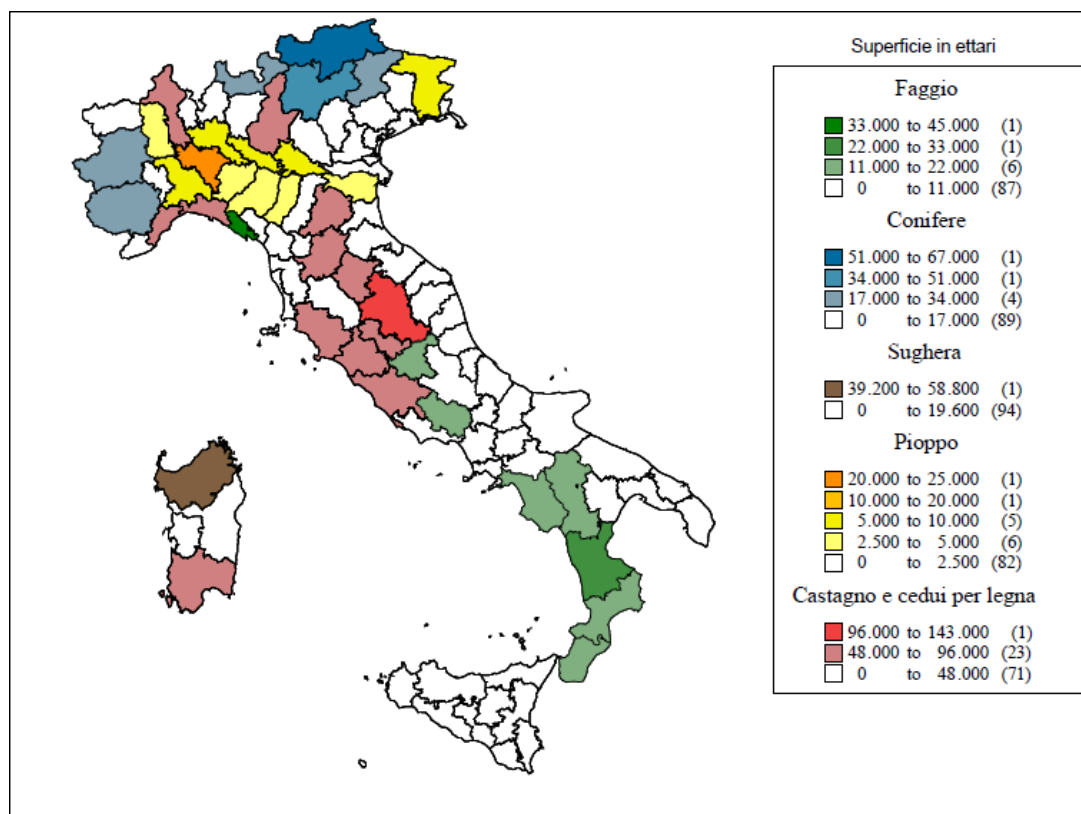 Superficie in ettari
Faggio
33.000 to 45.000 (1)
22.000 to 33.000 (1)
11.000 to 22.000 (6)
0 to 11.000 (87)
Conifere
51.000 to 67.000 (1)
34.000 to 51.000 (1)
17.000 to 34.000 (4)
0 to 17.000 (89)
Sughera
39.200 to 58.800 (1)
0 to 19.600 (94)
Pioppo
20.000 to 25.000 (1)
10.000 to 20.000 (1)
5.000 to 10.000 (5)
2.500 to 5.000 (6)
0 to 2.500 (82)
Castagno e cedui per legna
96.000 to 143.000 (1)
48.000 to 96.000 (23)
0 to 48.000 (71)